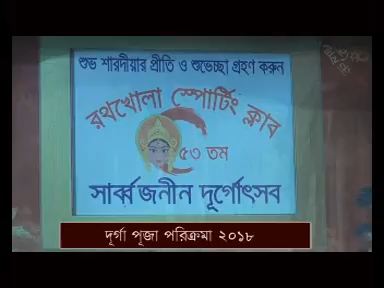 শুভ শারদীয়ার প্রীতি ও শুভেচ্ছা গ্রহণ করুন
রথখোলা স্পোর্টিং ক্লাব
৫৩ তম
সার্ব্বজনীন দূর্গোৎসব
দূর্গা পূজা পরিক্রমা ২০১৮